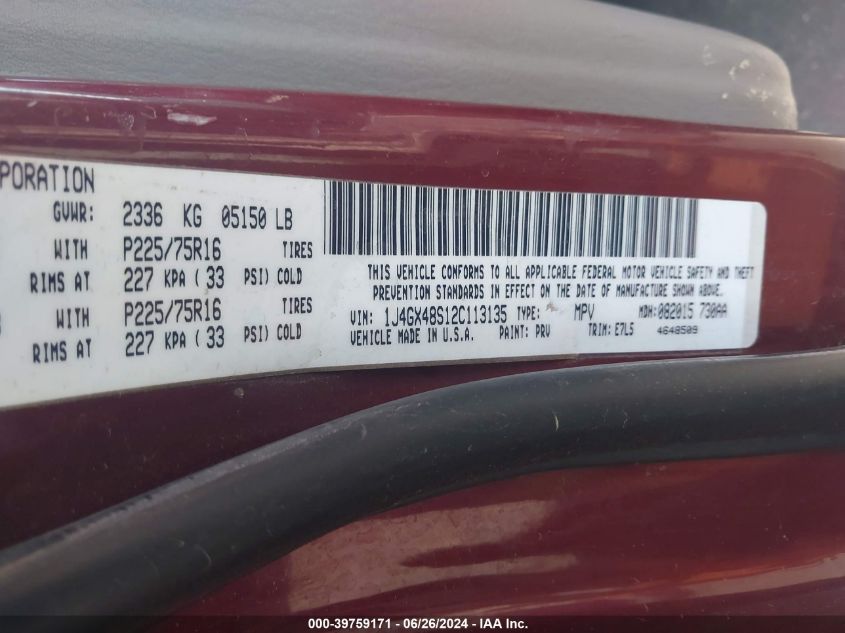 PORATION
GVWR: 2336 KG 05150 LB
WITH P225/75R16 TIRES
RIMS AT 227 KPA ( 33 PSI) COLD
WITH P225/75R16 TIRES
RIMS AT 227 KPA ( 33 PSI) COLD
THIS VEHICLE CONFORMS TO ALL APPLICABLE FEDERAL MOTOR VEHICLE SAFETY AND THEFT
PREVENTION STANDARDS IN EFFECT ON THE DATE OF MANUFACTURE SHOWN ABOVE.
VIN: 1J4GX48S12C113135 TYPE: MPV MDH: 082015 730AA
VEHICLE MADE IN U.S.A. PAINT: PRV TRIM: E7L5 4648509
000-39759171 - 06/26/2024 - IAA Inc.